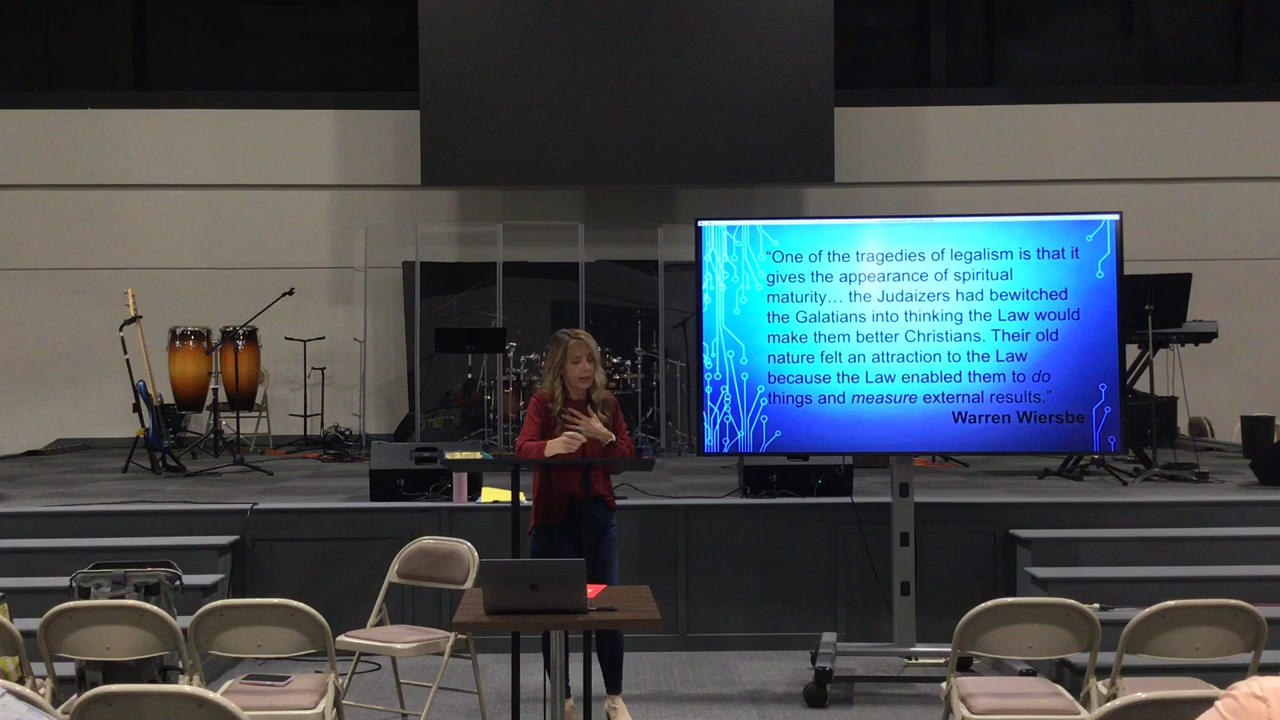 “One of the tragedies of legalism is that it
gives the appearance of spiritual
maturity… the Judaizers had bewitched
the Galatians into thinking the Law would
make them better Christians. Their old
nature felt an attraction to the Law
because the Law enabled them to do
things and measure external results.”
Warren Wiersbe